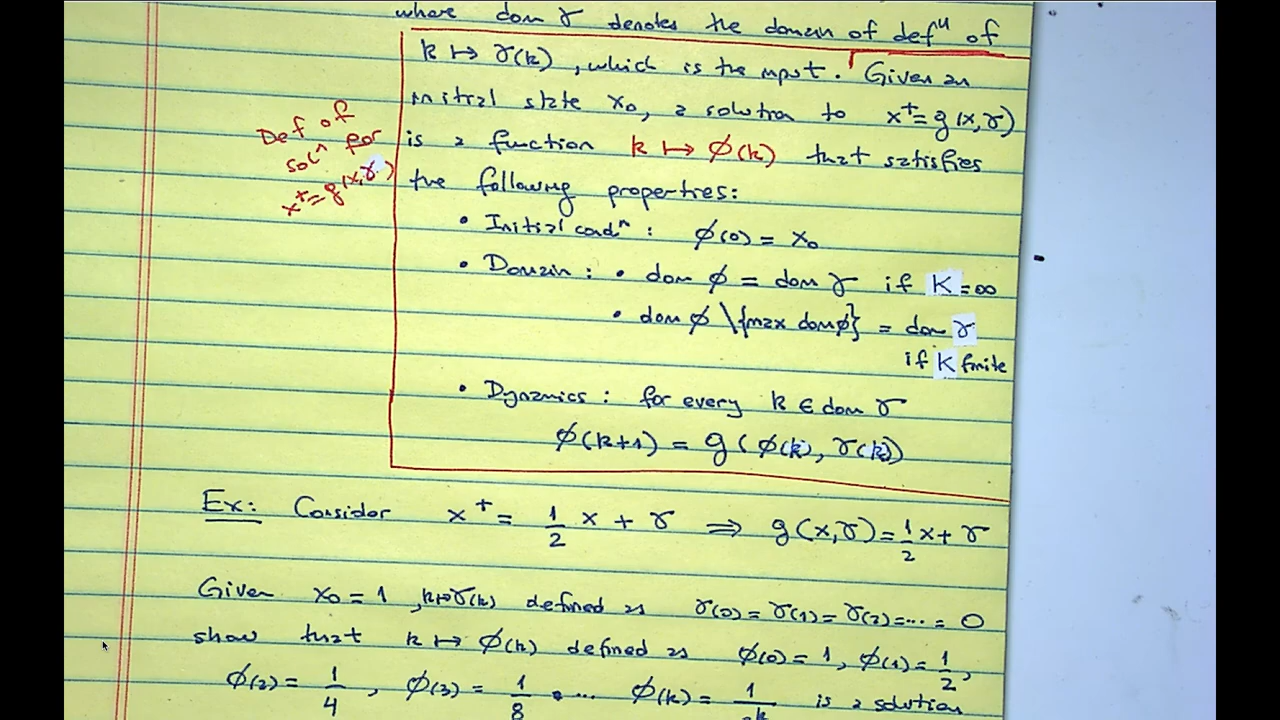 where dom γ denotes the domain of defⁿ of
k ↦ γ(k), which is the input. Given an
initial state x₀, a solution to x⁺ = g(x,γ)
is a function k ↦ ϕ(k) that satisfies
the following properties:
• Initial condⁿ : ϕ(0) = x₀
• Domain : • dom ϕ = dom γ if K = ∞
• dom ϕ \{max dom ϕ} = dom γ
if K finite
• Dynamics : for every k ∈ dom γ
ϕ(k+1) = g(ϕ(k), γ(k))
Def of
solⁿ for
x⁺ = g(x,γ)
Ex: Consider x⁺ = 1/2 x + γ ⇒ g(x,γ) = 1/2 x + γ
Given x₀ = 1, k ↦ γ(k) defined as γ(0) = γ(1) = γ(2) = ... = 0
show that k ↦ ϕ(k) defined as ϕ(0) = 1, ϕ(1) = 1/2,
ϕ(2) = 1/4, ϕ(3) = 1/8 • ... ϕ(k) = 1/2ᵏ is a solution